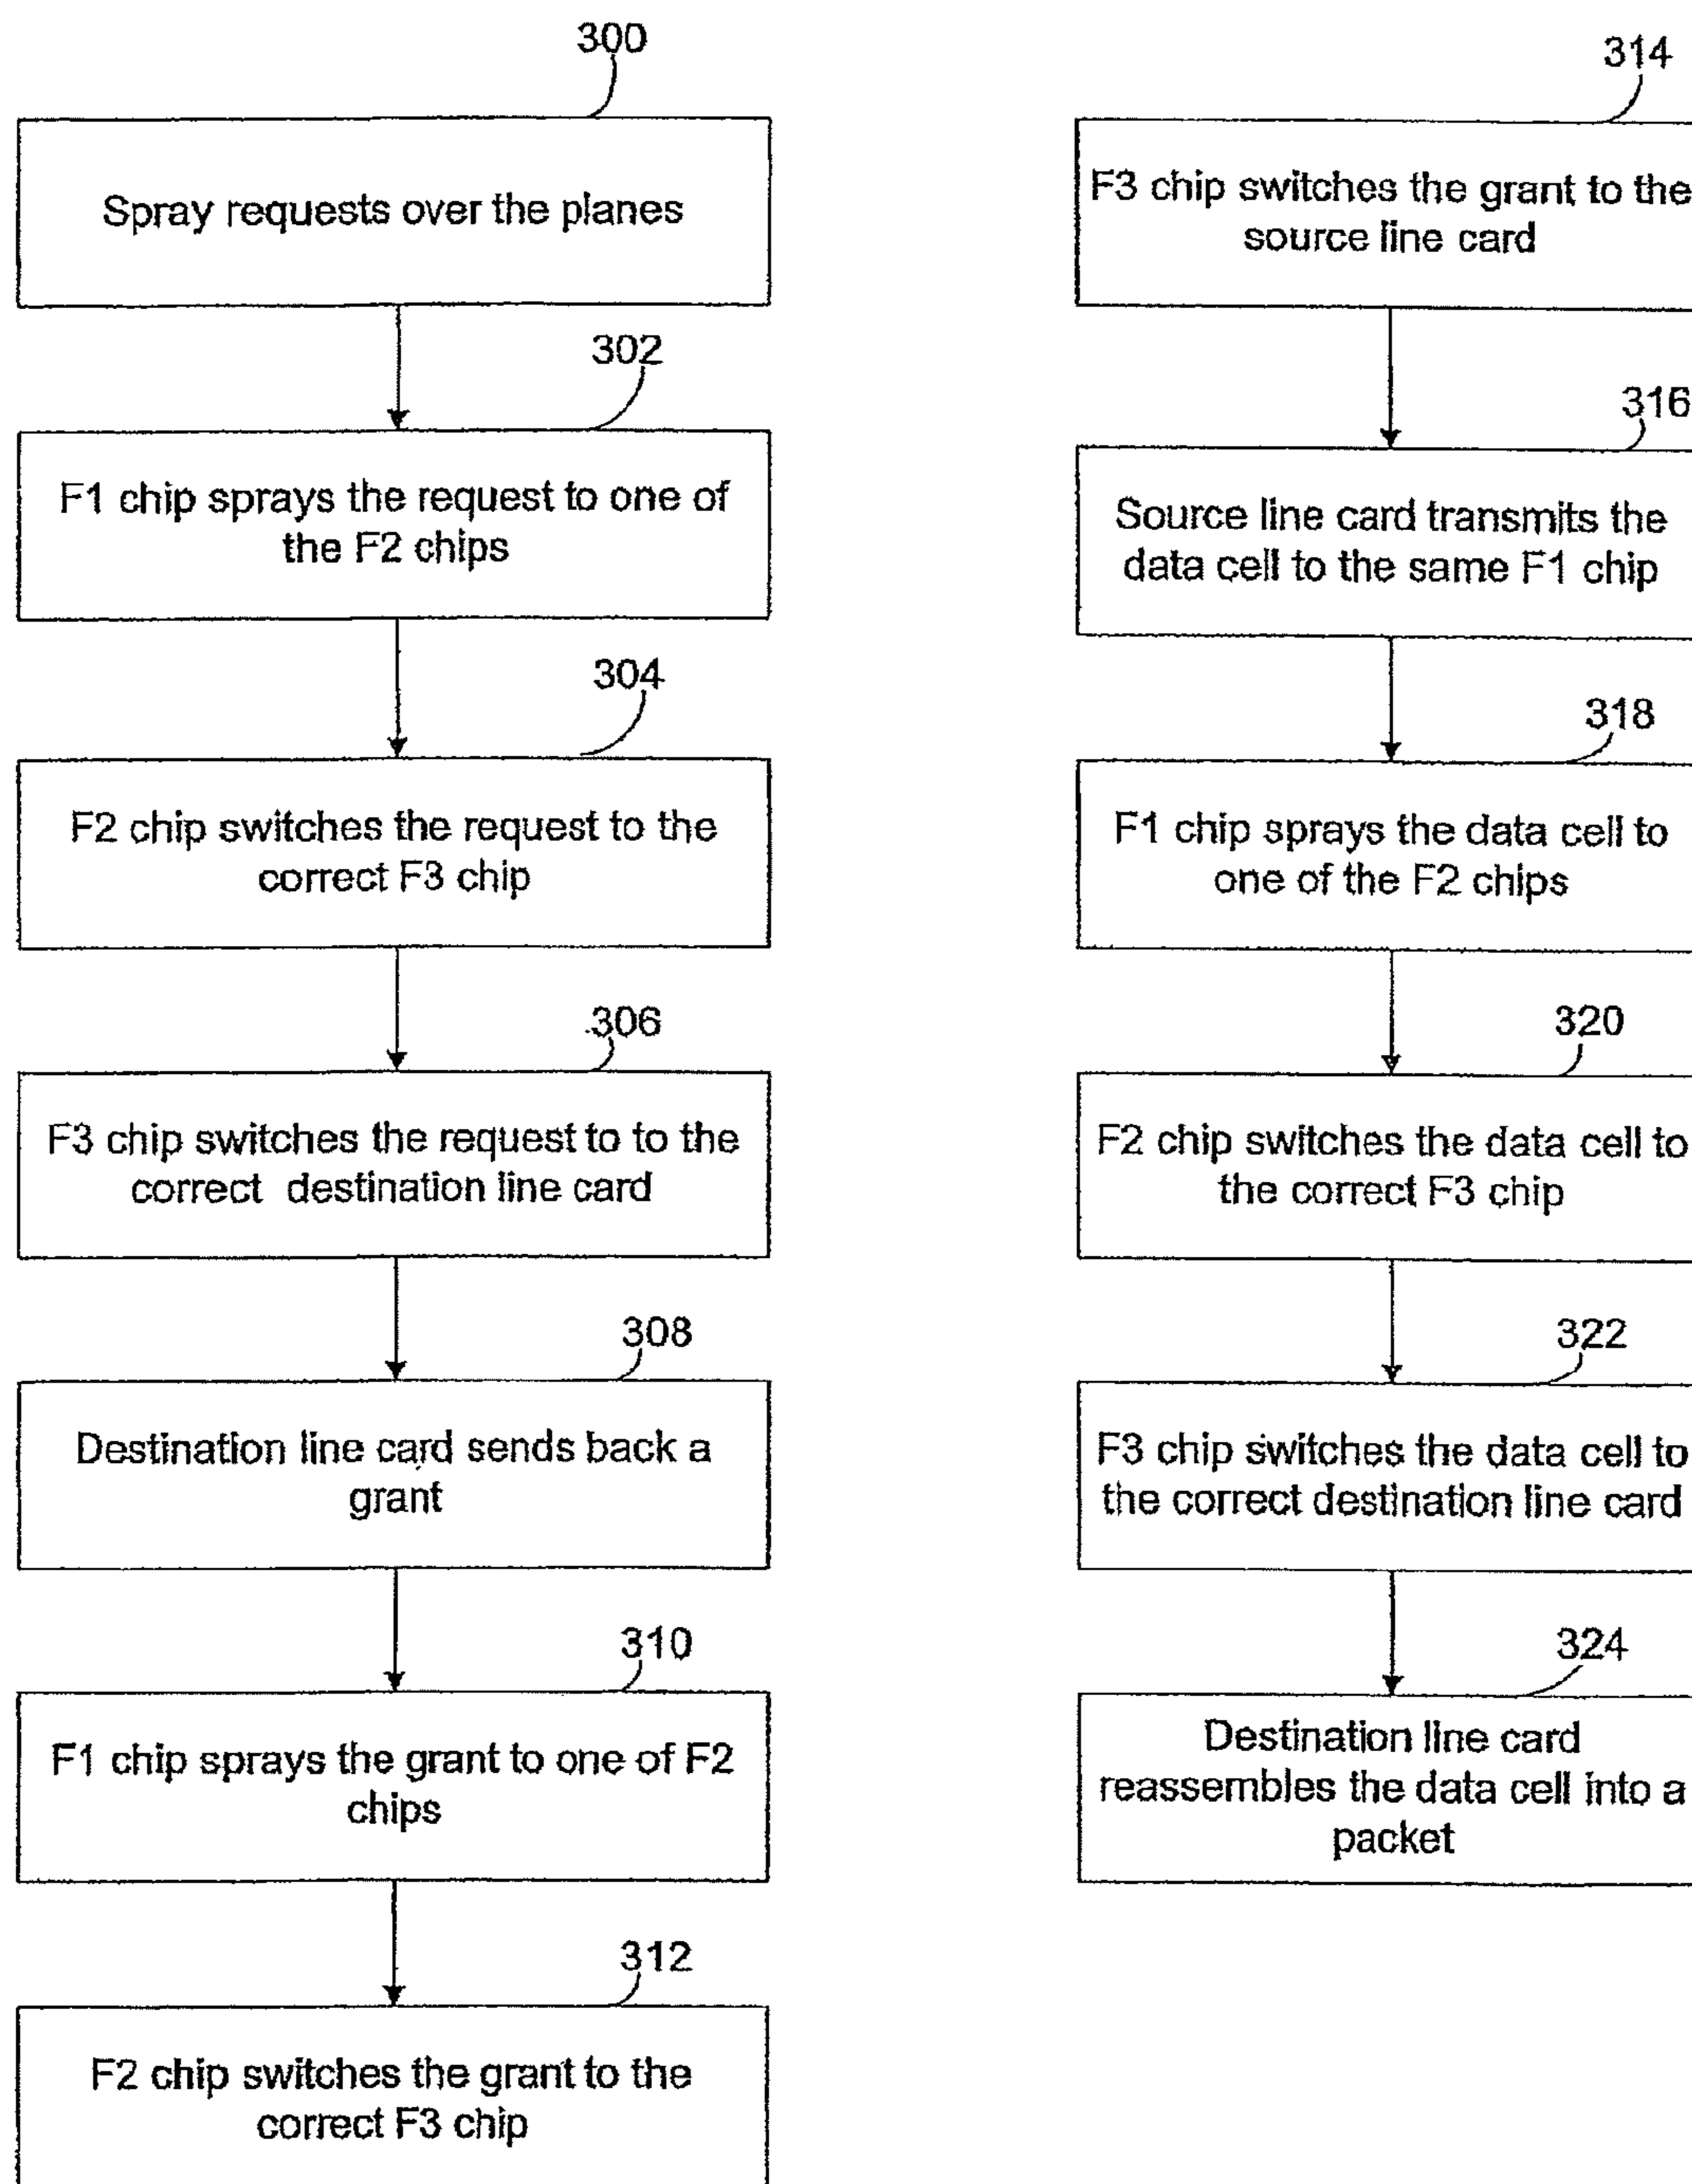 300
Spray requests over the planes
302
F1 chip sprays the request to one of
the F2 chips
304
F2 chip switches the request to the
correct F3 chip
306
F3 chip switches the request to to the
correct destination line card
308
Destination line card sends back a
grant
310
F1 chip sprays the grant to one of F2
chips
312
F2 chip switches the grant to the
correct F3 chip
314
F3 chip switches the grant to the
source line card
316
Source line card transmits the
data cell to the same F1 chip
318
F1 chip sprays the data cell to
one of the F2 chips
320
F2 chip switches the data cell to
the correct F3 chip
322
F3 chip switches the data cell to
the correct destination line card
324
Destination line card
reassembles the data cell into a
packet